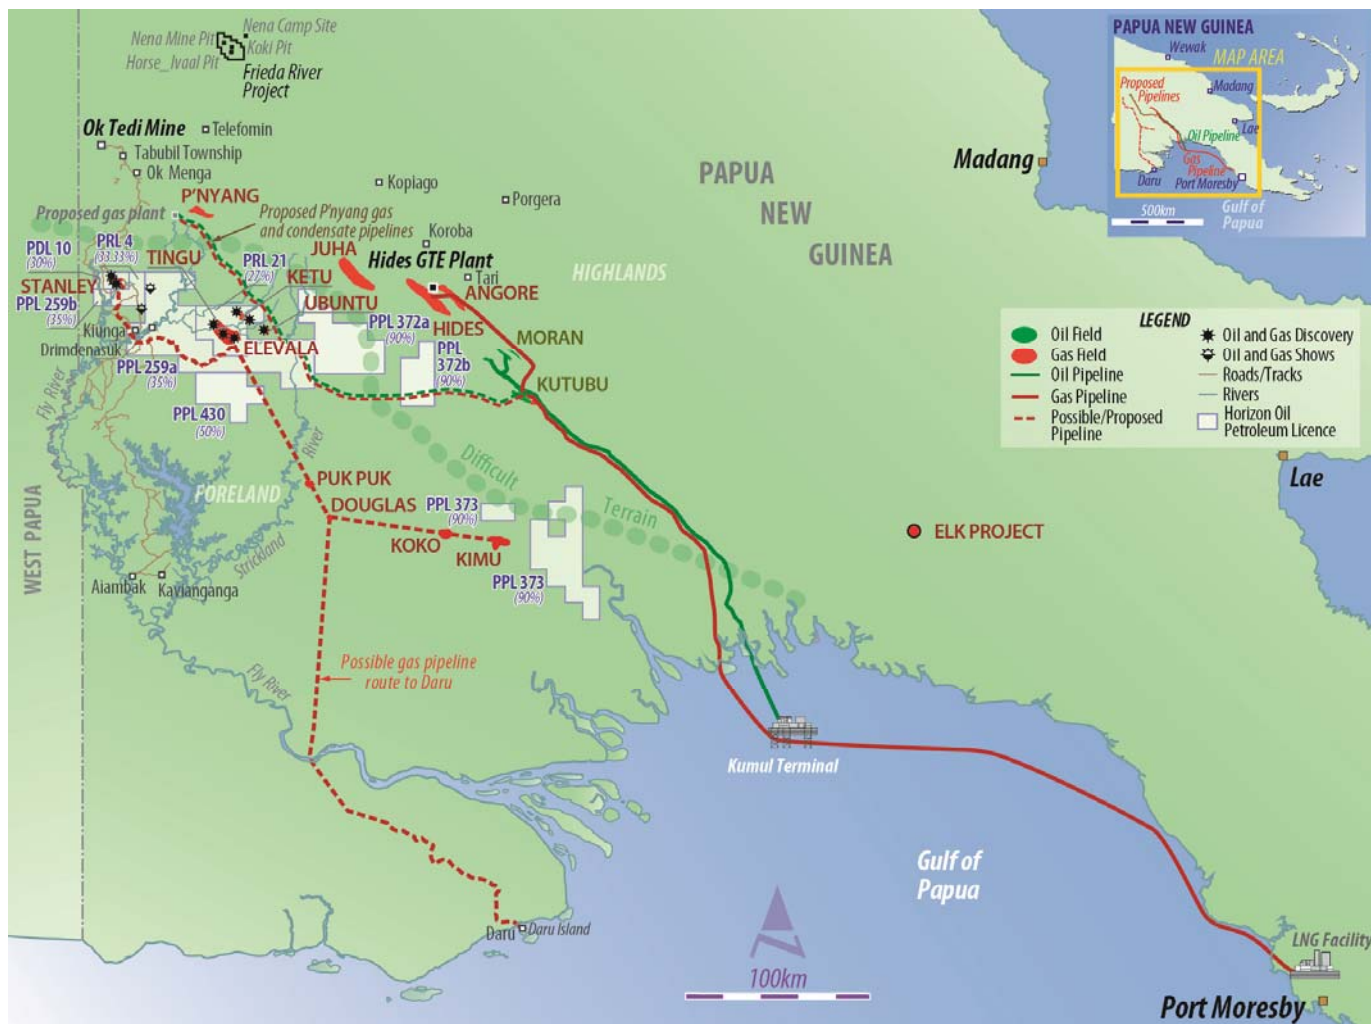 Nena Camp Site
Nena Mine Pit
Koki Pit
Horse_Ivaal Pit
Frieda River
Project
Ok Tedi Mine
Telefomin
Tabubil Township
Ok Menga
P'NYANG
Proposed gas plant
Proposed P'nyang gas
and condensate pipelines
Kopiago
Porgera
Koroba
PDL 10
(30%)
PRL 4
(33.33%)
TINGU
PRL 21
(27%)
JUHA
Hides GTE Plant
Tari
HIGHLANDS
STANLEY
KETU
UBUNTU
ANGORE
PPL 259b
(35%)
PPL 372a
(90%)
HIDES
Kiunga
Drimdenasuk
ELEVALA
MORAN
PPL
372b
(90%)
PPL 259a
(35%)
KUTUBU
PPL 430
(50%)
Fly River
River
Strickland
PUK PUK
FORELAND
DOUGLAS
Difficult
Terrain
PPL 373
(90%)
KOKO
KIMU
PPL 373
(90%)
WEST PAPUA
Aiambak
Kavianganga
Fly River
Possible gas pipeline
route to Daru
Daru
Daru Island
PAPUA
NEW
GUINEA
Madang
Lae
ELK PROJECT
Kumul Terminal
Gulf of
Papua
100km
LNG Facility
Port Moresby
PAPUA NEW GUINEA
Wewak
MAP AREA
Proposed
Pipelines
Madang
Lae
Oil Pipeline
Gas
Pipeline
Daru
Port Moresby
500km
Gulf of
Papua
LEGEND
Oil Field
Gas Field
Oil Pipeline
Gas Pipeline
Possible/Proposed
Pipeline
Oil and Gas Discovery
Oil and Gas Shows
Roads/Tracks
Rivers
Horizon Oil
Petroleum Licence